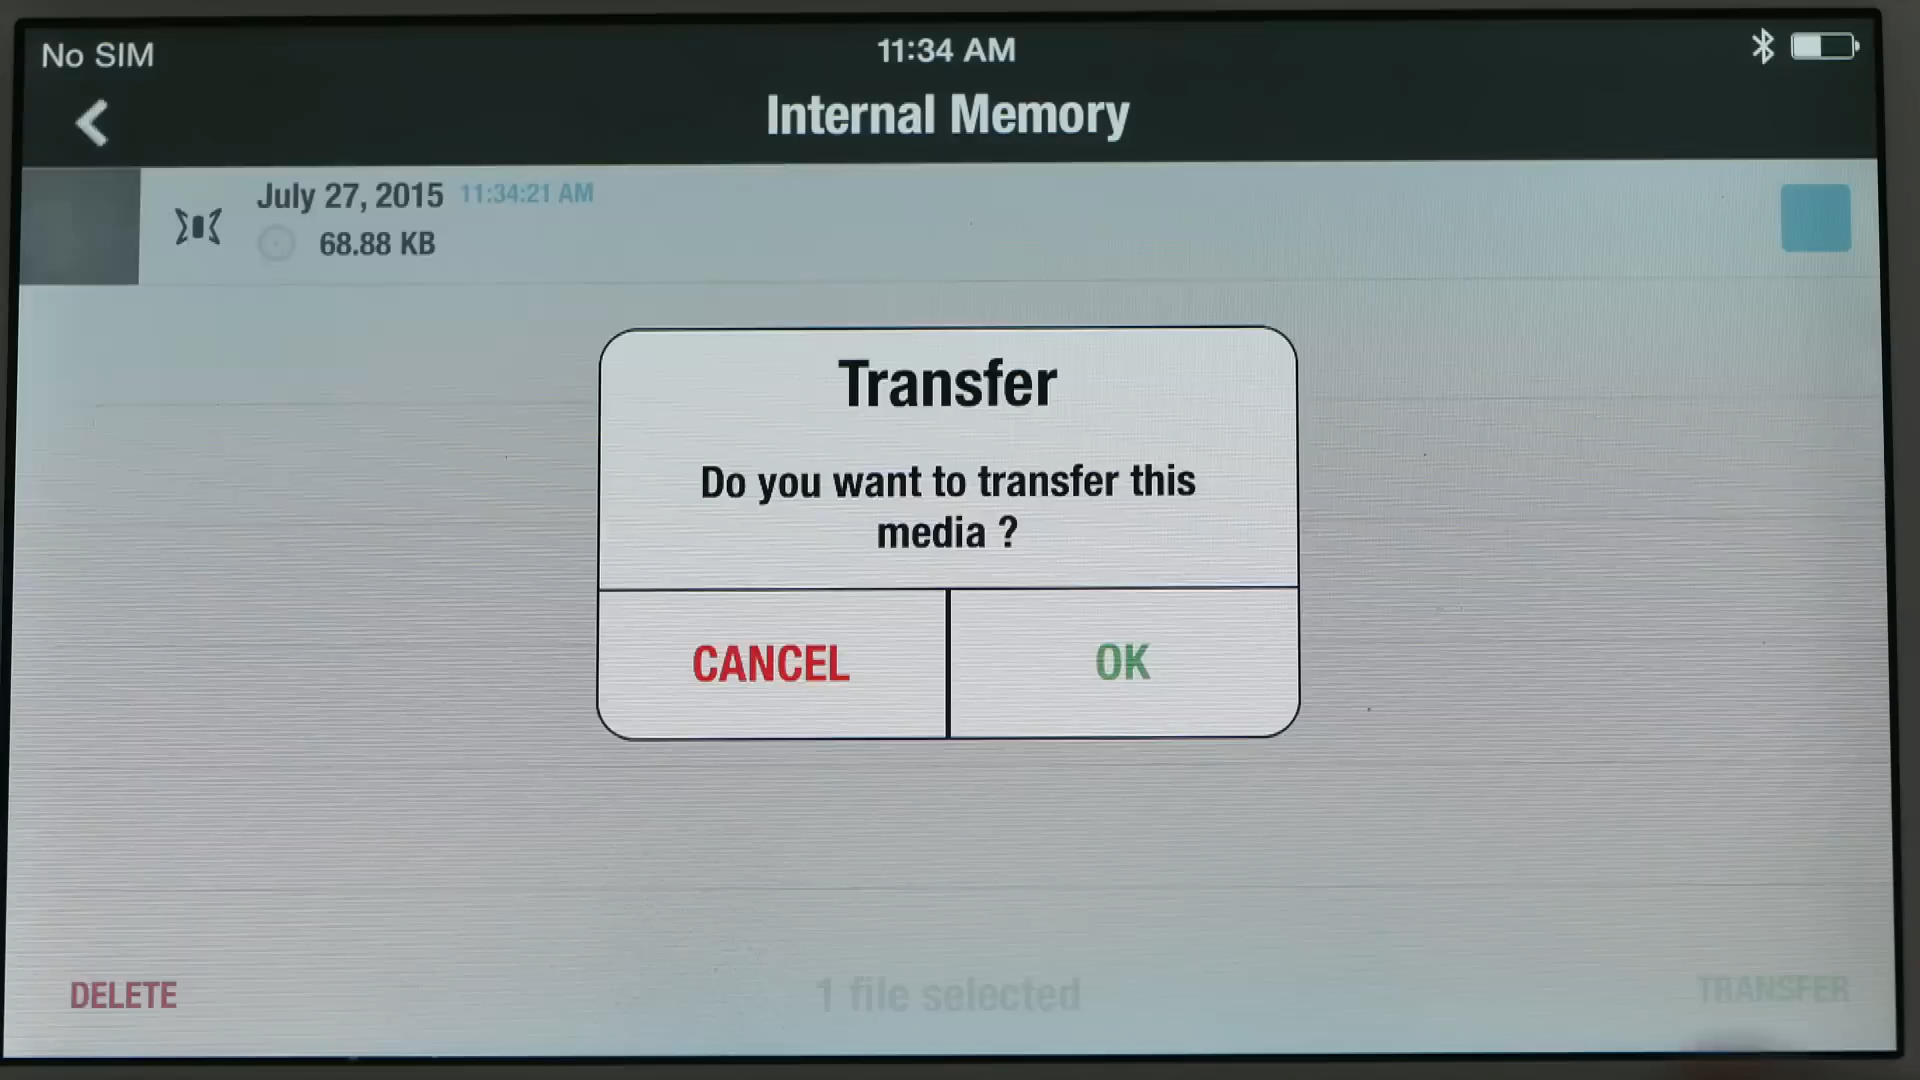 No SIM
11:34 AM
Internal Memory
July 27, 2015 11:34:21 AM
68.88 KB
Transfer
Do you want to transfer this
media ?
CANCEL
OK
DELETE
1 file selected
TRANSFER